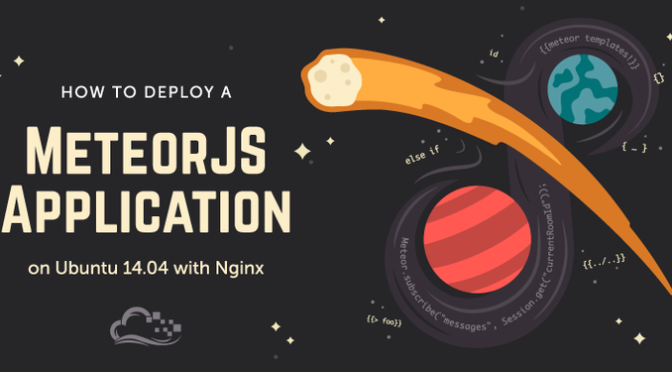 HOW TO DEPLOY A
METEORJS
APPLICATION
on Ubuntu 14.04 with Nginx
id
{{meteor templates!}}
{}
else if
{ … }
Meteor.subscribe("messages", Session.get("currentRoomId");});
{{../..}}
{{> foo}}